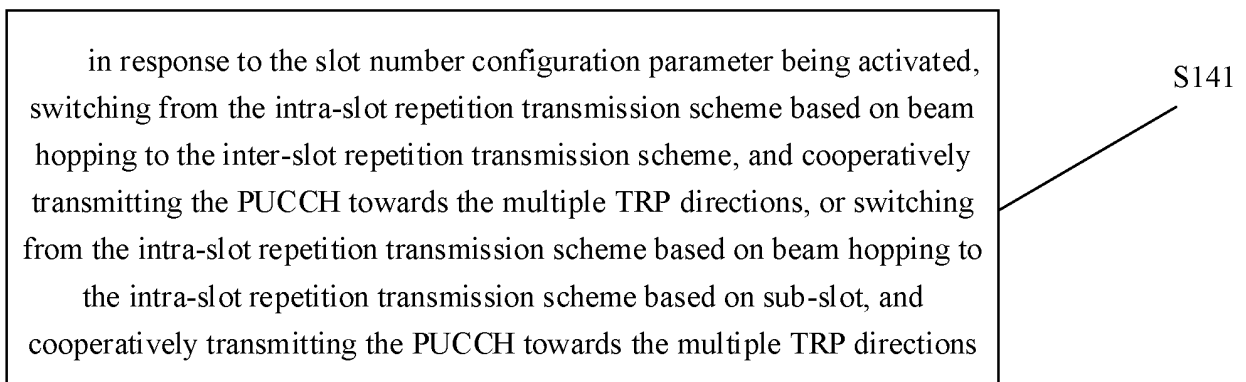 in response to the slot number configuration parameter being activated,
switching from the intra-slot repetition transmission scheme based on beam
hopping to the inter-slot repetition transmission scheme, and cooperatively
transmitting the PUCCH towards the multiple TRP directions, or switching
from the intra-slot repetition transmission scheme based on beam hopping to
the intra-slot repetition transmission scheme based on sub-slot, and
cooperatively transmitting the PUCCH towards the multiple TRP directions
S141